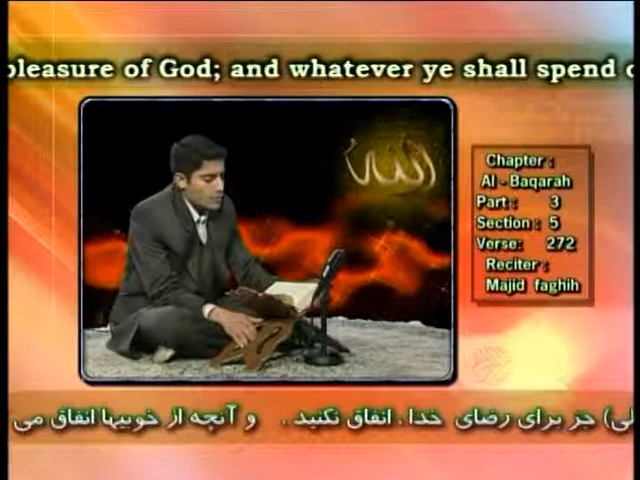 pleasure of God; and whatever ye shall spend
الله
Chapter :
Al - Baqarah
Part : 3
Section : 5
Verse: 272
Reciter :
Majid faghih
جز برای رضای خدا ، انفاق نکنید . و آنچه از خوبیها انفاق می